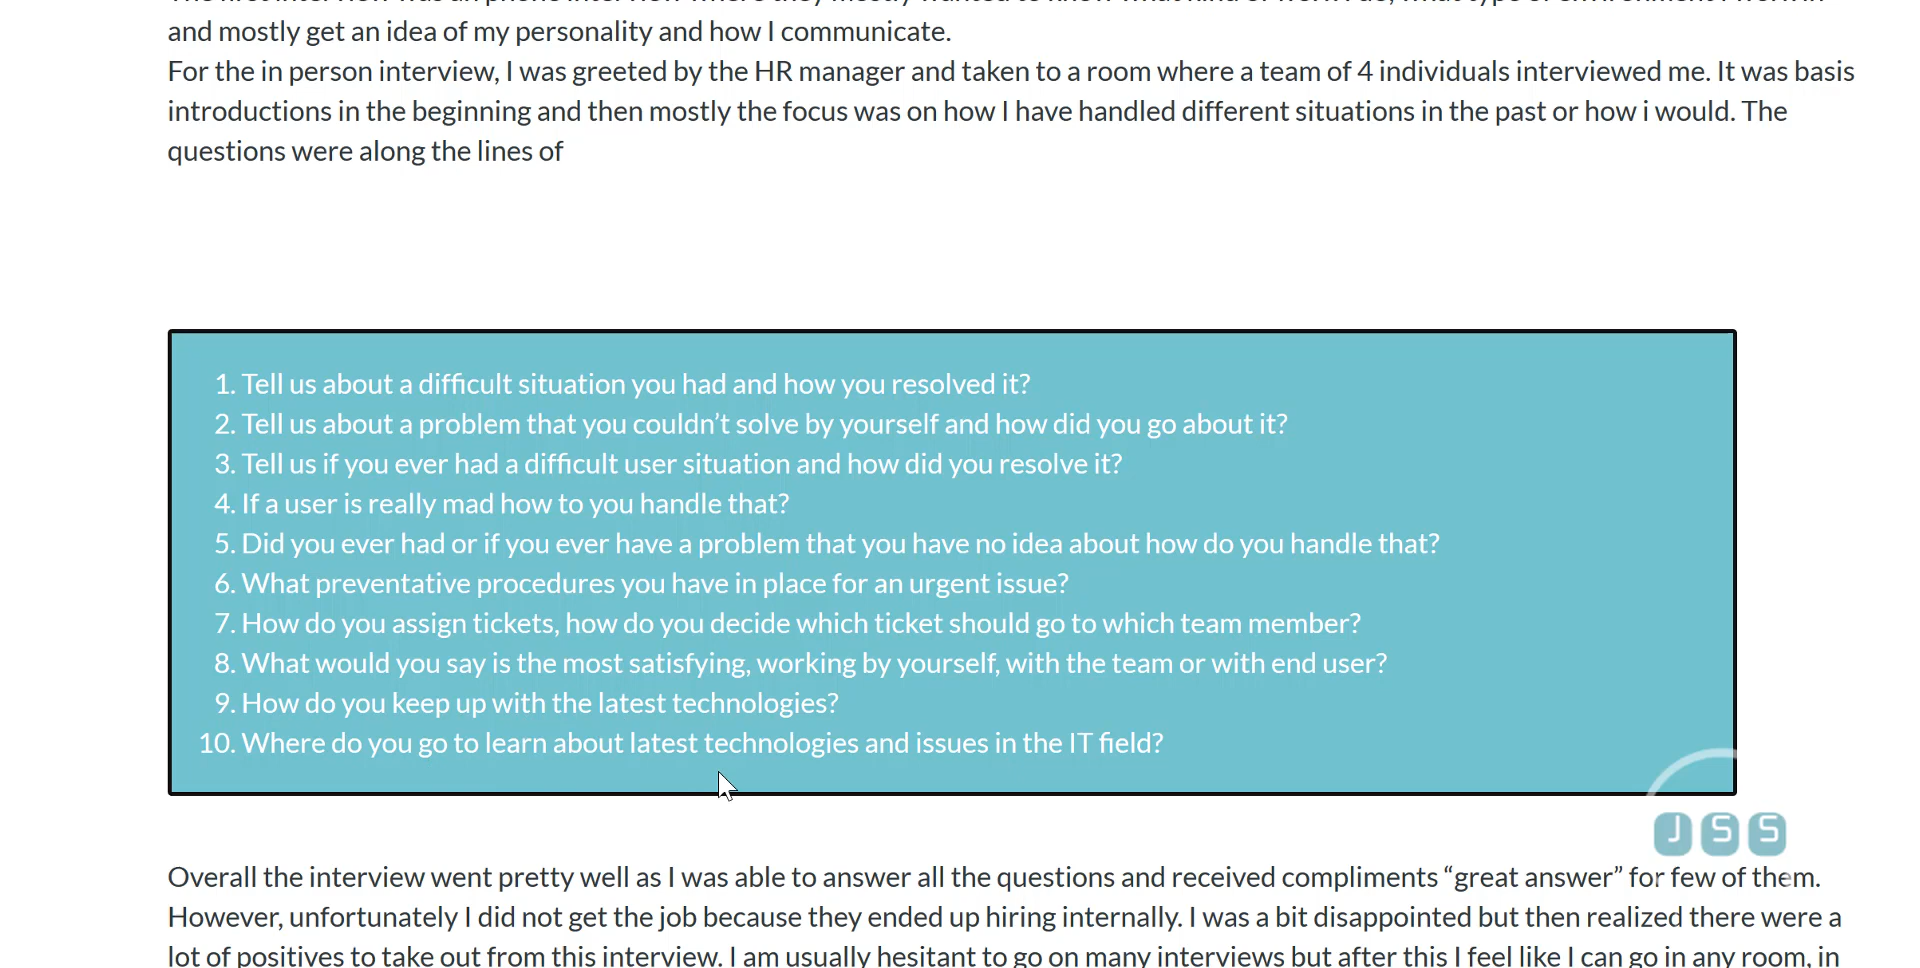 and mostly get an idea of my personality and how I communicate.
For the in person interview, I was greeted by the HR manager and taken to a room where a team of 4 individuals interviewed me. It was basis
introductions in the beginning and then mostly the focus was on how I have handled different situations in the past or how i would. The
questions were along the lines of
1. Tell us about a difficult situation you had and how you resolved it?
2. Tell us about a problem that you couldn’t solve by yourself and how did you go about it?
3. Tell us if you ever had a difficult user situation and how did you resolve it?
4. If a user is really mad how to you handle that?
5. Did you ever had or if you ever have a problem that you have no idea about how do you handle that?
6. What preventative procedures you have in place for an urgent issue?
7. How do you assign tickets, how do you decide which ticket should go to which team member?
8. What would you say is the most satisfying, working by yourself, with the team or with end user?
9. How do you keep up with the latest technologies?
10. Where do you go to learn about latest technologies and issues in the IT field?
JSS
Overall the interview went pretty well as I was able to answer all the questions and received compliments “great answer” for few of them.
However, unfortunately I did not get the job because they ended up hiring internally. I was a bit disappointed but then realized there were a
lot of positives to take out from this interview. I am usually hesitant to go on many interviews but after this I feel like I can go in any room, in